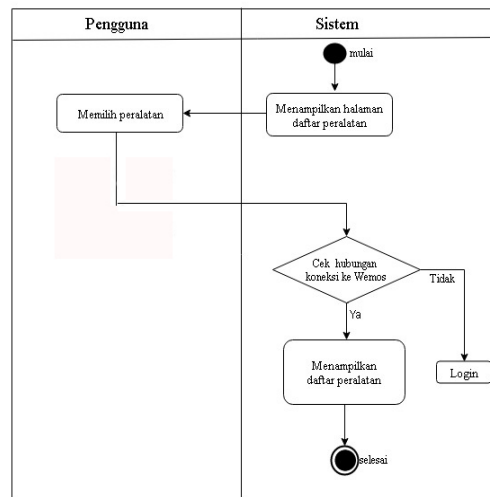 Pengguna
Sistem
mulai
Menampilkan halaman
daftar peralatan
Memilih peralatan
Cek hubungan
koneksi ke Wemos
Tidak
Ya
Menampilkan
daftar peralatan
Login
selesai